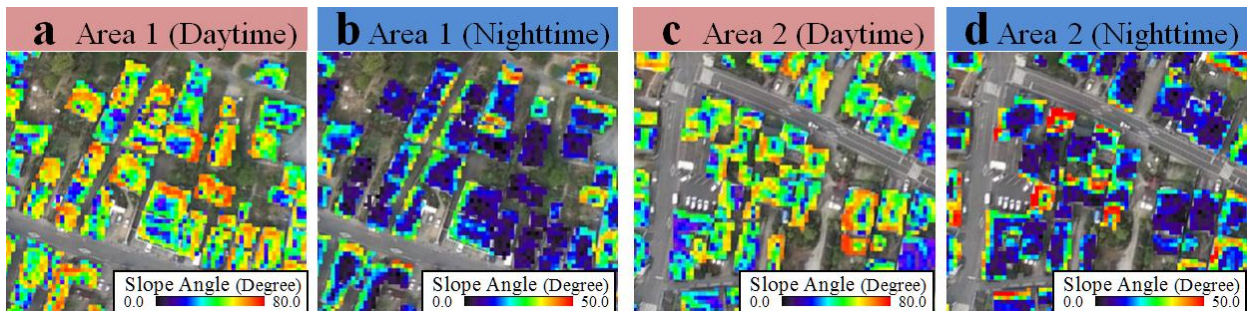 a Area 1 (Daytime)
b Area 1 (Nighttime)
c Area 2 (Daytime)
d Area 2 (Nighttime)
Slope Angle (Degree)
0.0 80.0
Slope Angle (Degree)
0.0 50.0
Slope Angle (Degree)
0.0 80.0
Slope Angle (Degree)
0.0 50.0